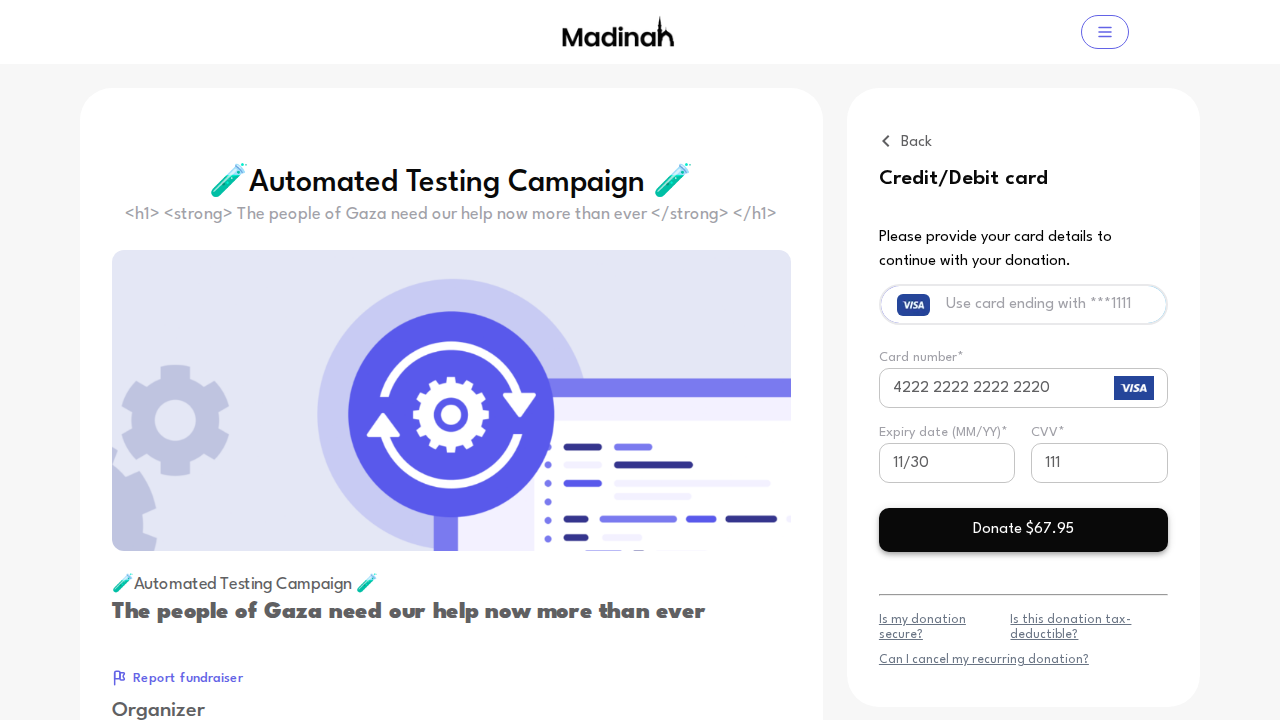 Madinah
🧪Automated Testing Campaign 🧪
<h1> <strong> The people of Gaza need our help now more than ever </strong> </h1>
🧪Automated Testing Campaign 🧪
The people of Gaza need our help now more than ever
Report fundraiser
Organizer
Back
Credit/Debit card
Please provide your card details to
continue with your donation.
VISA Use card ending with ***1111
Card number*
4222 2222 2222 2220 VISA
Expiry date (MM/YY)* CVV*
11/30 111
Donate $67.95
Is my donation
secure?
Is this donation tax-
deductible?
Can I cancel my recurring donation?